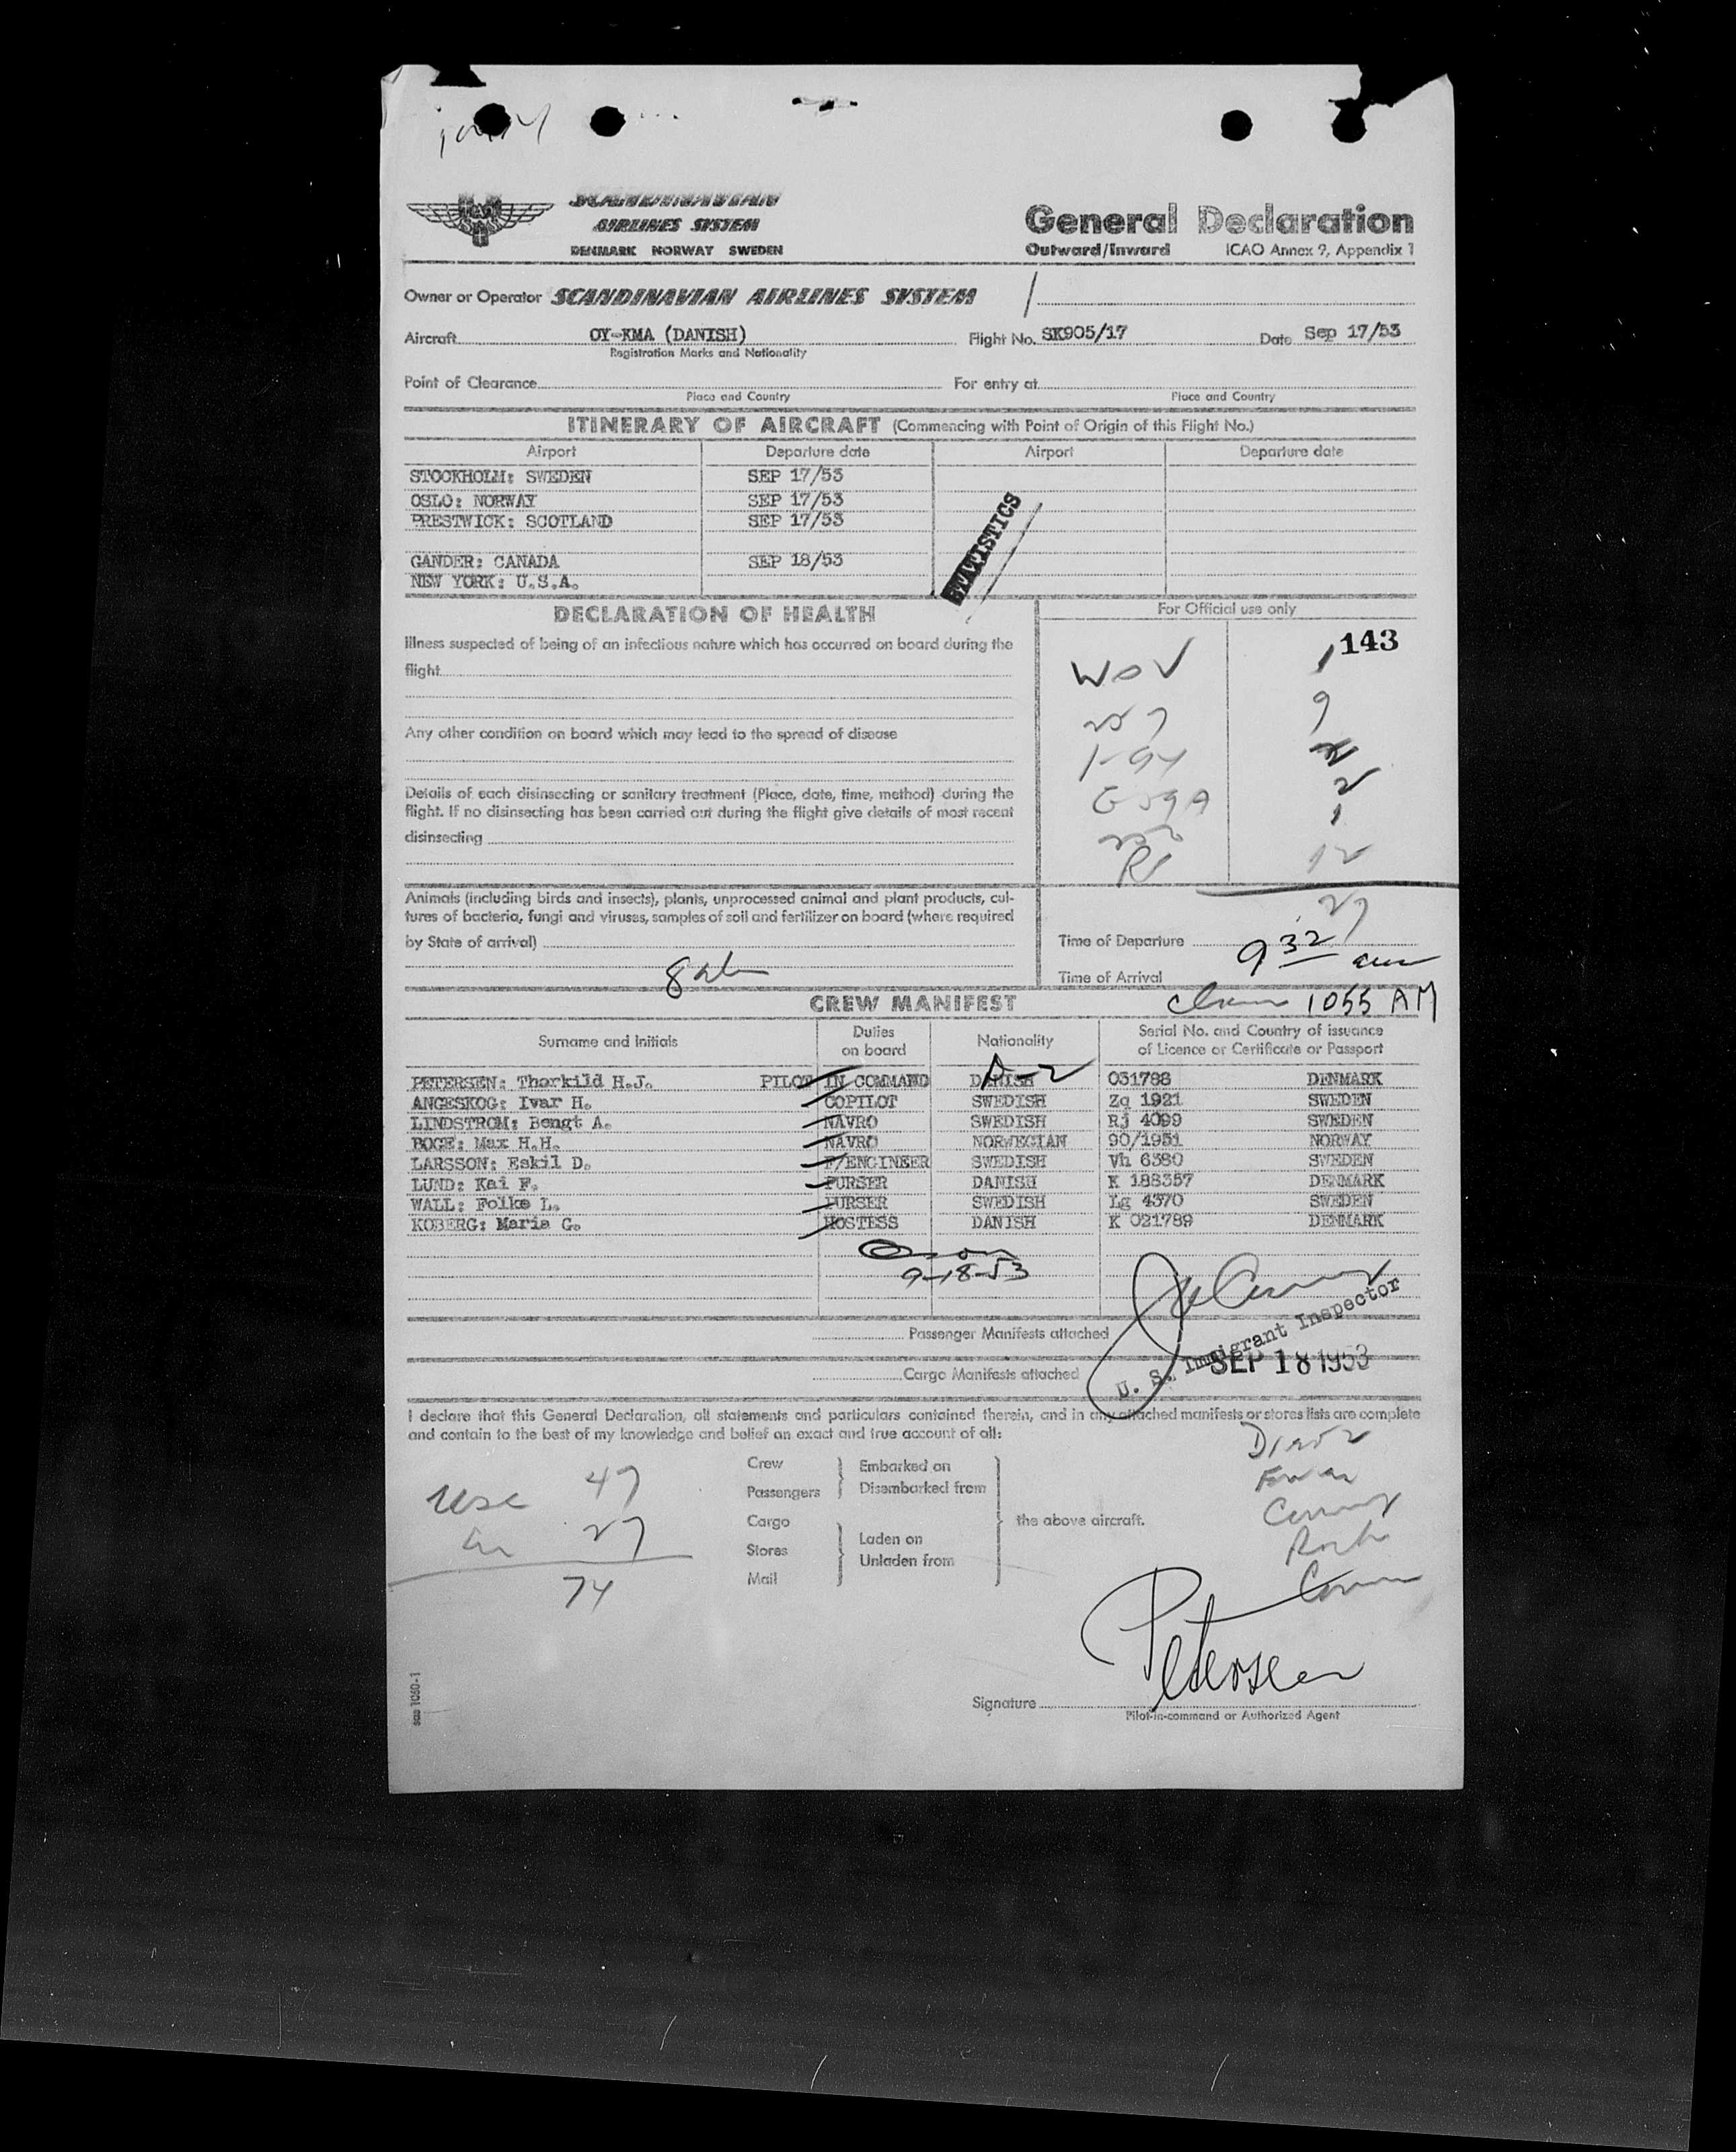 SCANDINAVIAN
AIRLINES SYSTEM
DENMARK NORWAY SWEDEN
General Declaration
Outward/Inward ICAO Annex 9, Appendix 1
Owner or Operator SCANDINAVIAN AIRLINES SYSTEM
Aircraft OY-KMA (DANISH) Flight No. SK905/17 Date Sep 17/53
Registration Marks and Nationality
Point of Clearance For entry at
Place and Country Place and Country
ITINERARY OF AIRCRAFT (Commencing with Point of Origin of this Flight No.)
Airport Departure date Airport Departure date
STOCKHOLM: SWEDEN SEP 17/53
OSLO: NORWAY SEP 17/53
PRESTWICK: SCOTLAND SEP 17/53
STATISTICS
GANDER: CANADA SEP 18/53
NEW YORK: U.S.A.
DECLARATION OF HEALTH
For Official use only
Illness suspected of being of an infectious nature which has occurred on board during the
flight
143
WOV 1
257 9
I-94
2
G59A 1
12
27
Any other condition on board which may lead to the spread of disease
Details of each disinsecting or sanitary treatment (Place, date, time, method) during the
flight. If no disinsecting has been carried out during the flight give details of most recent
disinsecting
Animals (including birds and insects), plants, unprocessed animal and plant products, cul-
tures of bacteria, fungi and viruses, samples of soil and fertilizer on board (where required
by State of arrival)
Time of Departure
9 32 am
Time of Arrival
1055 AM
CREW MANIFEST
Surname and Initials Duties on board Nationality Serial No. and Country of issuance of Licence or Certificate or Passport
A-2
PETERSEN: Thorkild H.J. PILOT IN COMMAND DANISH 031788 DENMARK
ANGESKOG: Ivar H. COPILOT SWEDISH Zq 1921 SWEDEN
LINDSTROM: Bengt A. NAVRO SWEDISH Rj 4099 SWEDEN
BOGE: Max H.H. NAVRO NORWEGIAN 90/1951 NORWAY
LARSSON: Eskil D. F/ENGINEER SWEDISH Vh 6380 SWEDEN
LUND: Kai F. PURSER DANISH K 188357 DENMARK
WALL: Folke L. PURSER SWEDISH Lg 4370 SWEDEN
KOBERG: Marie G. HOSTESS DANISH K 021789 DENMARK
9-18-53
Passenger Manifests attached
U. S. Immigrant Inspector
SEP 18 1953
Cargo Manifests attached
I declare that this General Declaration, all statements and particulars contained therein, and in any attached manifests or stores lists are complete
and contain to the best of my knowledge and belief an exact and true account of all:
Crew
Passengers
Embarked on
Disembarked from
Cargo
Stores
Mail
Laden on
Unladen from
the above aircraft.
USC 47
27
74
Petersen
Signature
Pilot-in-command or Authorized Agent
sas 1050-1